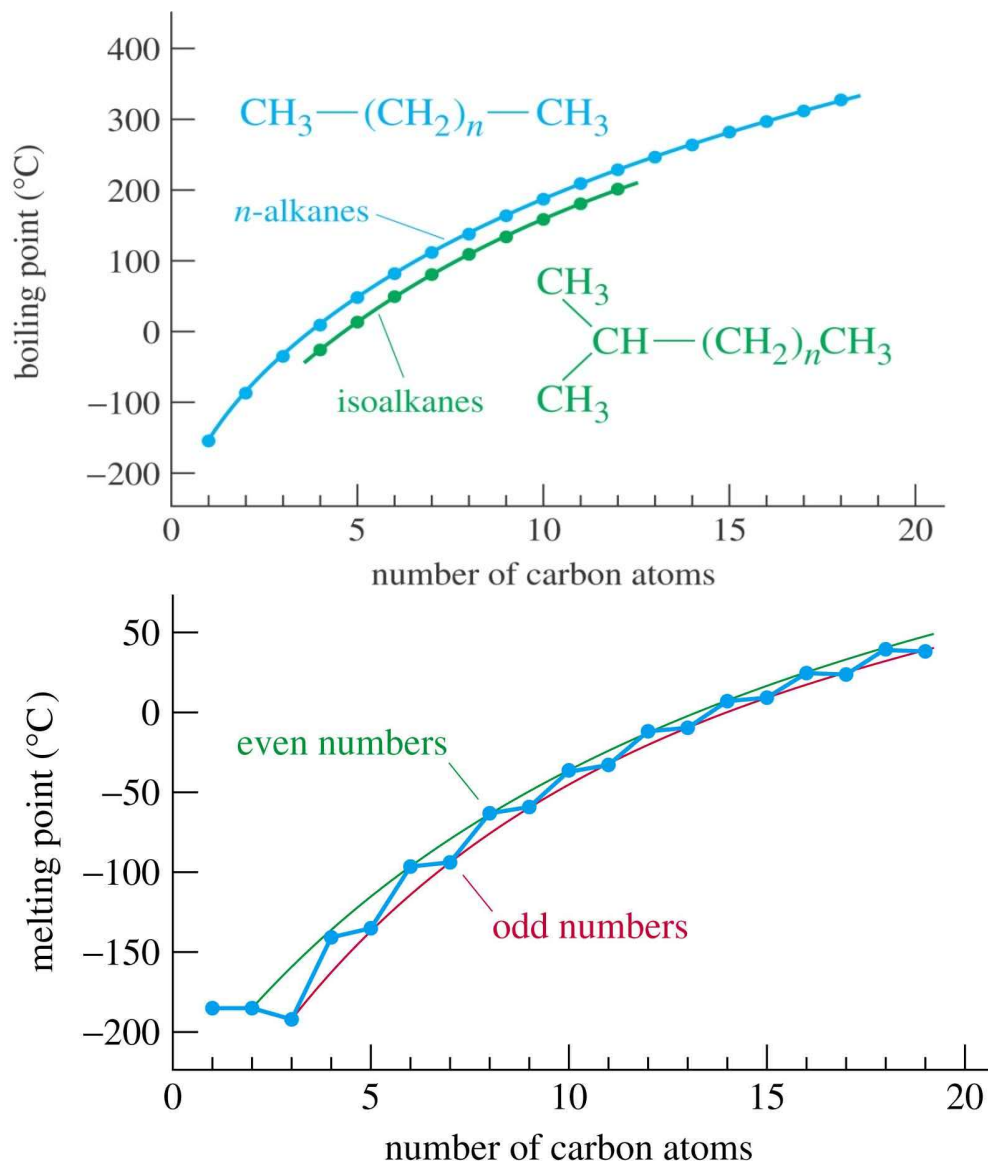 400
CH3—(CH2)n—CH3
300
200
n-alkanes
100
CH3
0
CH—(CH2)nCH3
−100
isoalkanes
CH3
−200
boiling point (°C)
0 5 10 15 20
number of carbon atoms
50
0
even numbers
−50
−100
odd numbers
−150
−200
melting point (°C)
0 5 10 15 20
number of carbon atoms